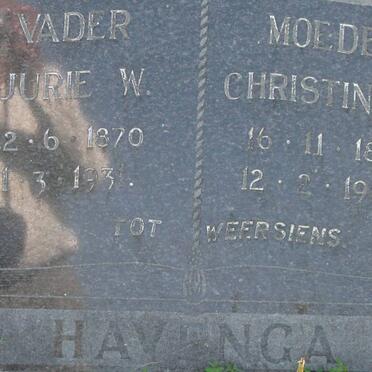 VADER
JURIE W.
2·6·1870
1·3·1931.
MOEDE
CHRISTIN
16·11·18
12·2·19
TOT WEERSIENS.
HAVENGA